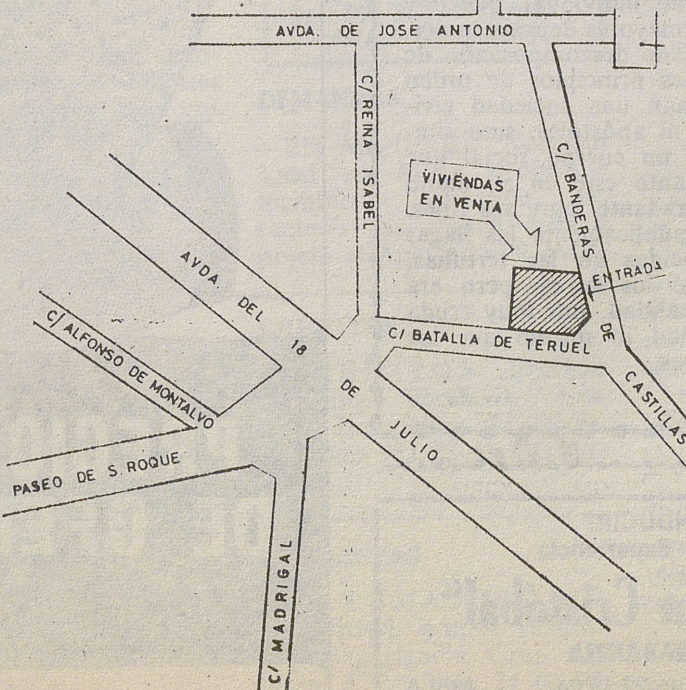 AVDA. DE JOSE ANTONIO
C/ REINA ISABEL
C/ BANDERAS DE CASTILLAS
VIVIENDAS
EN VENTA
ENTRADA
AVDA. DEL 18 DE JULIO
C/ BATALLA DE TERUEL
C/ ALFONSO DE MONTALVO
PASEO DE S. ROQUE
C/ MADRIGAL